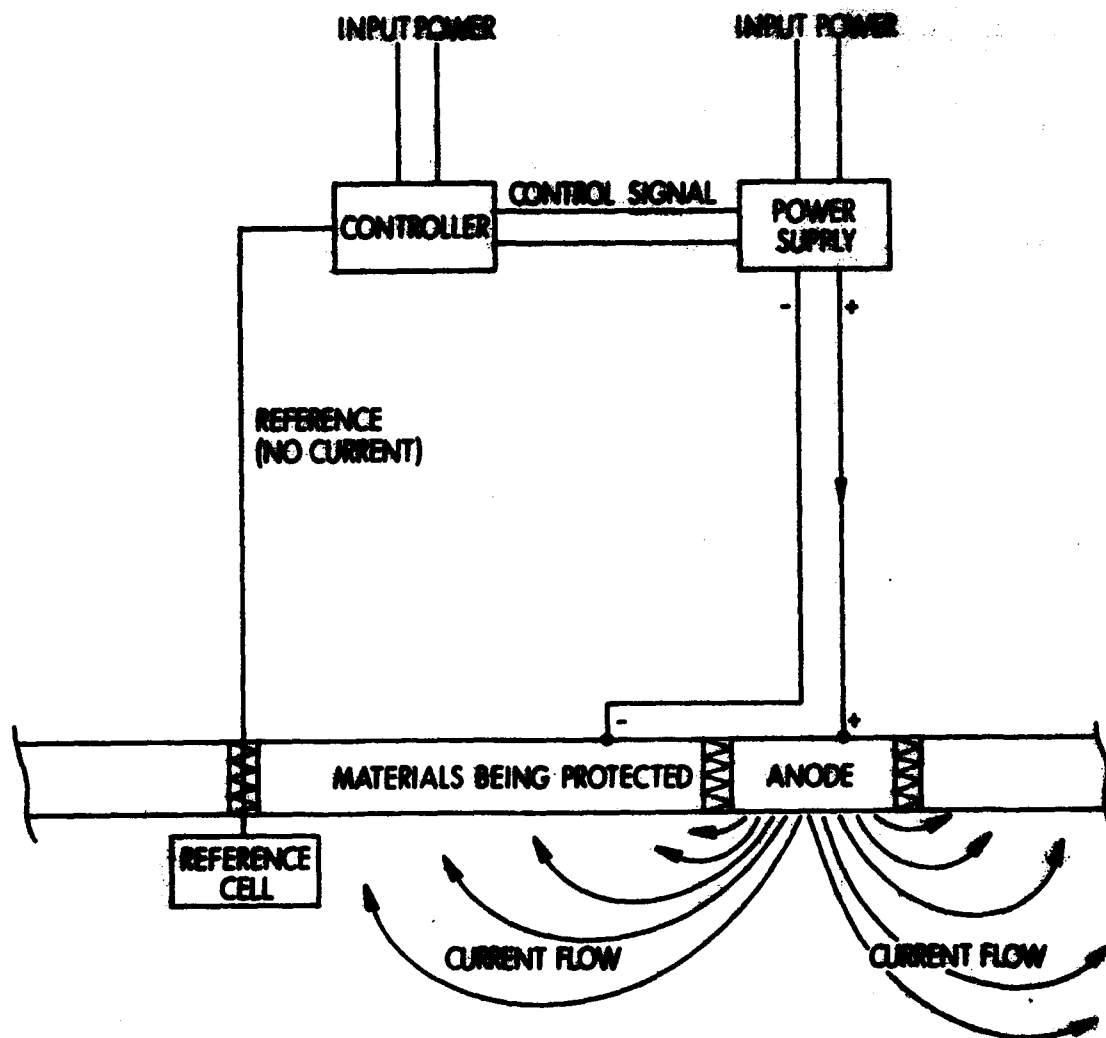 INPUT POWER
INPUT POWER
CONTROLLER
CONTROL SIGNAL
POWER
SUPPLY
- +
REFERENCE
(NO CURRENT)
- +
MATERIALS BEING PROTECTED
ANODE
REFERENCE
CELL
CURRENT FLOW
CURRENT FLOW